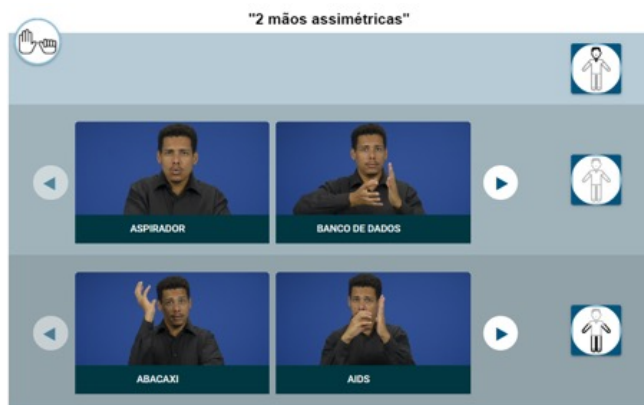 "2 mãos assimétricas"
ASPIRADOR
BANCO DE DADOS
ABACAXI
AIDS